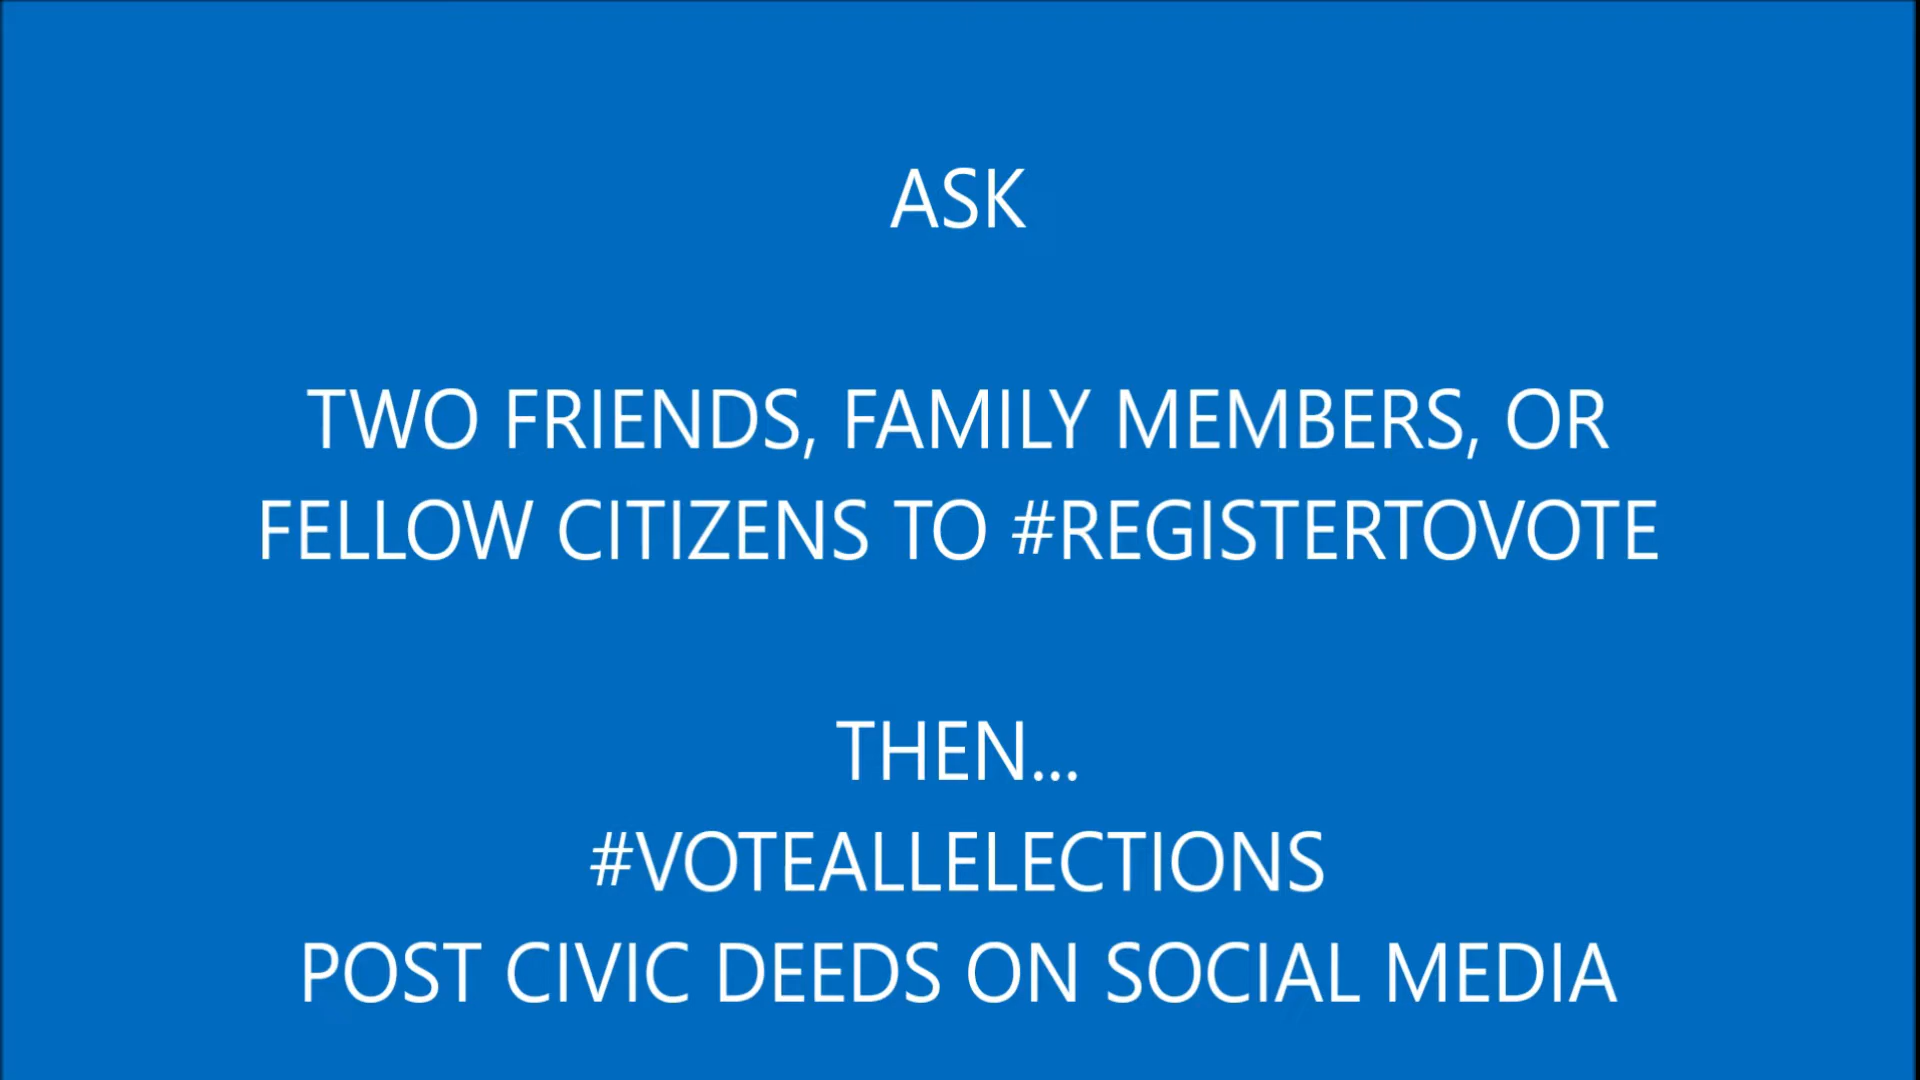 ASK
TWO FRIENDS, FAMILY MEMBERS, OR
FELLOW CITIZENS TO #REGISTERTOVOTE
THEN...
#VOTEALLELECTIONS
POST CIVIC DEEDS ON SOCIAL MEDIA